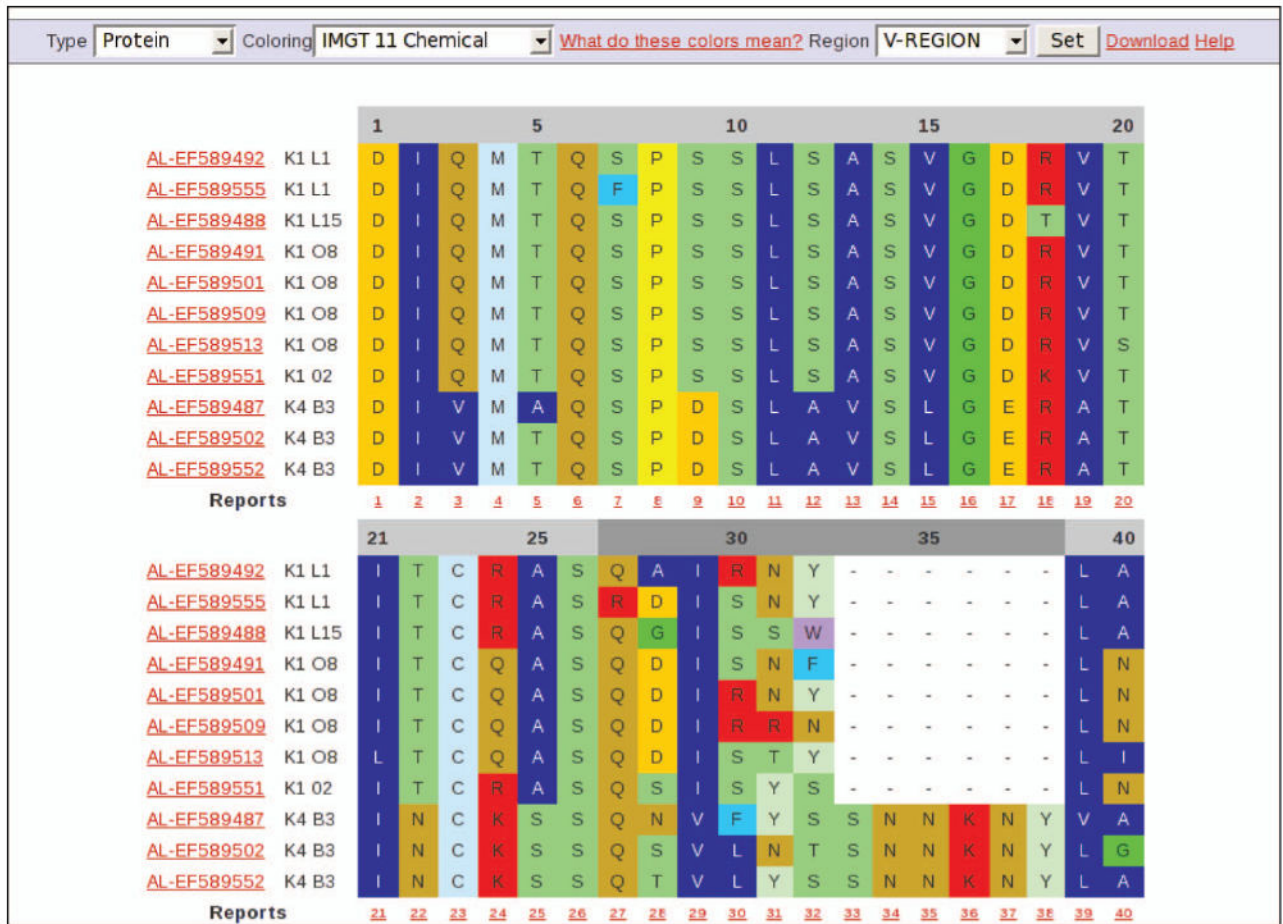 Type Protein Coloring IMGT 11 Chemical What do these colors mean? Region V-REGION Set Download Help
1 5 10 15 20
AL-EF589492 K1 L1 D I Q M T Q S P S S L S A S V G D R V T
AL-EF589555 K1 L1 D I Q M T Q F P S S L S A S V G D R V T
AL-EF589488 K1 L15 D I Q M T Q S P S S L S A S V G D T V T
AL-EF589491 K1 O8 D I Q M T Q S P S S L S A S V G D R V T
AL-EF589501 K1 O8 D I Q M T Q S P S S L S A S V G D R V T
AL-EF589509 K1 O8 D I Q M T Q S P S S L S A S V G D R V T
AL-EF589513 K1 O8 D I Q M T Q S P S S L S A S V G D R V S
AL-EF589551 K1 02 D I Q M T Q S P S S L S A S V G D K V T
AL-EF589487 K4 B3 D I V M A Q S P D S L A V S L G E R A T
AL-EF589502 K4 B3 D I V M T Q S P D S L A V S L G E R A T
AL-EF589552 K4 B3 D I V M T Q S P D S L A V S L G E R A T
Reports 1 2 3 4 5 6 7 8 9 10 11 12 13 14 15 16 17 18 19 20
21 25 30 35 40
AL-EF589492 K1 L1 I T C R A S Q A I R N Y - - - - - - L A
AL-EF589555 K1 L1 I T C R A S R D I S N Y - - - - - - L A
AL-EF589488 K1 L15 I T C R A S Q G I S S W - - - - - - L A
AL-EF589491 K1 O8 I T C Q A S Q D I S N F - - - - - - L N
AL-EF589501 K1 O8 I T C Q A S Q D I R N Y - - - - - - L N
AL-EF589509 K1 O8 I T C Q A S Q D I R R N - - - - - - L N
AL-EF589513 K1 O8 L T C Q A S Q D I S T Y - - - - - - L I
AL-EF589551 K1 02 I T C R A S Q S I S Y S - - - - - - L N
AL-EF589487 K4 B3 I N C K S S Q N V F Y S S N N K N Y V A
AL-EF589502 K4 B3 I N C K S S Q S V L N T S N N K N Y L G
AL-EF589552 K4 B3 I N C K S S Q T V L Y S S N N K N Y L A
Reports 21 22 23 24 25 26 27 28 29 30 31 32 33 34 35 36 37 38 39 40